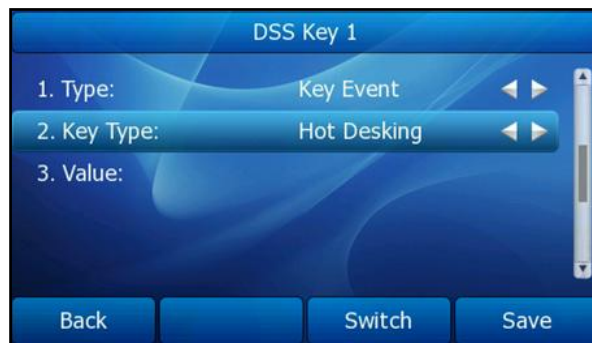 DSS Key 1
1. Type: Key Event
2. Key Type: Hot Desking
3. Value:
Back Switch Save